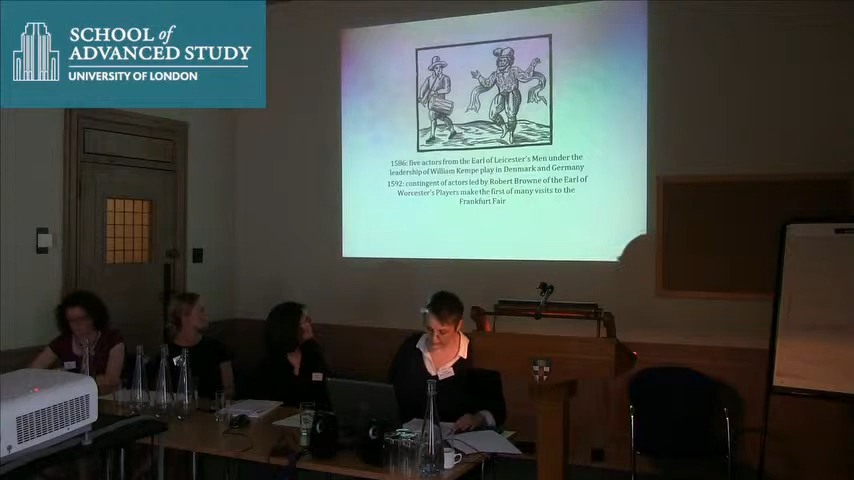 SCHOOL of
ADVANCED STUDY
UNIVERSITY OF LONDON
1586: five actors from the Earl of Leicester's Men under the
leadership of William Kempe play in Denmark and Germany
1592: contingent of actors led by Robert Browne of the Earl of
Worcester's Players make the first of many visits to the
Frankfurt Fair